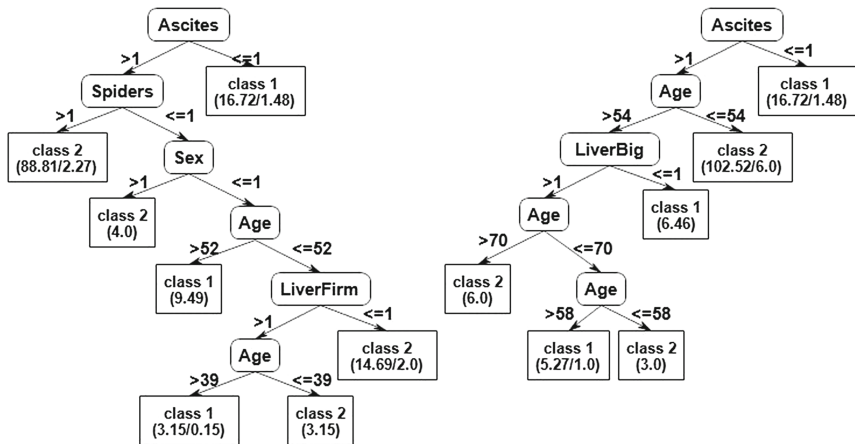 Ascites
>1
<=1
Spiders
class 1
(16.72/1.48)
>1
<=1
class 2
(88.81/2.27)
Sex
>1
<=1
class 2
(4.0)
Age
>52
<=52
class 1
(9.49)
LiverFirm
>1
<=1
Age
class 2
(14.69/2.0)
>39
<=39
class 1
(3.15/0.15)
class 2
(3.15)
Ascites
>1
<=1
Age
class 1
(16.72/1.48)
>54
<=54
LiverBig
class 2
(102.52/6.0)
>1
<=1
Age
class 1
(6.46)
>70
<=70
class 2
(6.0)
Age
>58
<=58
class 1
(5.27/1.0)
class 2
(3.0)